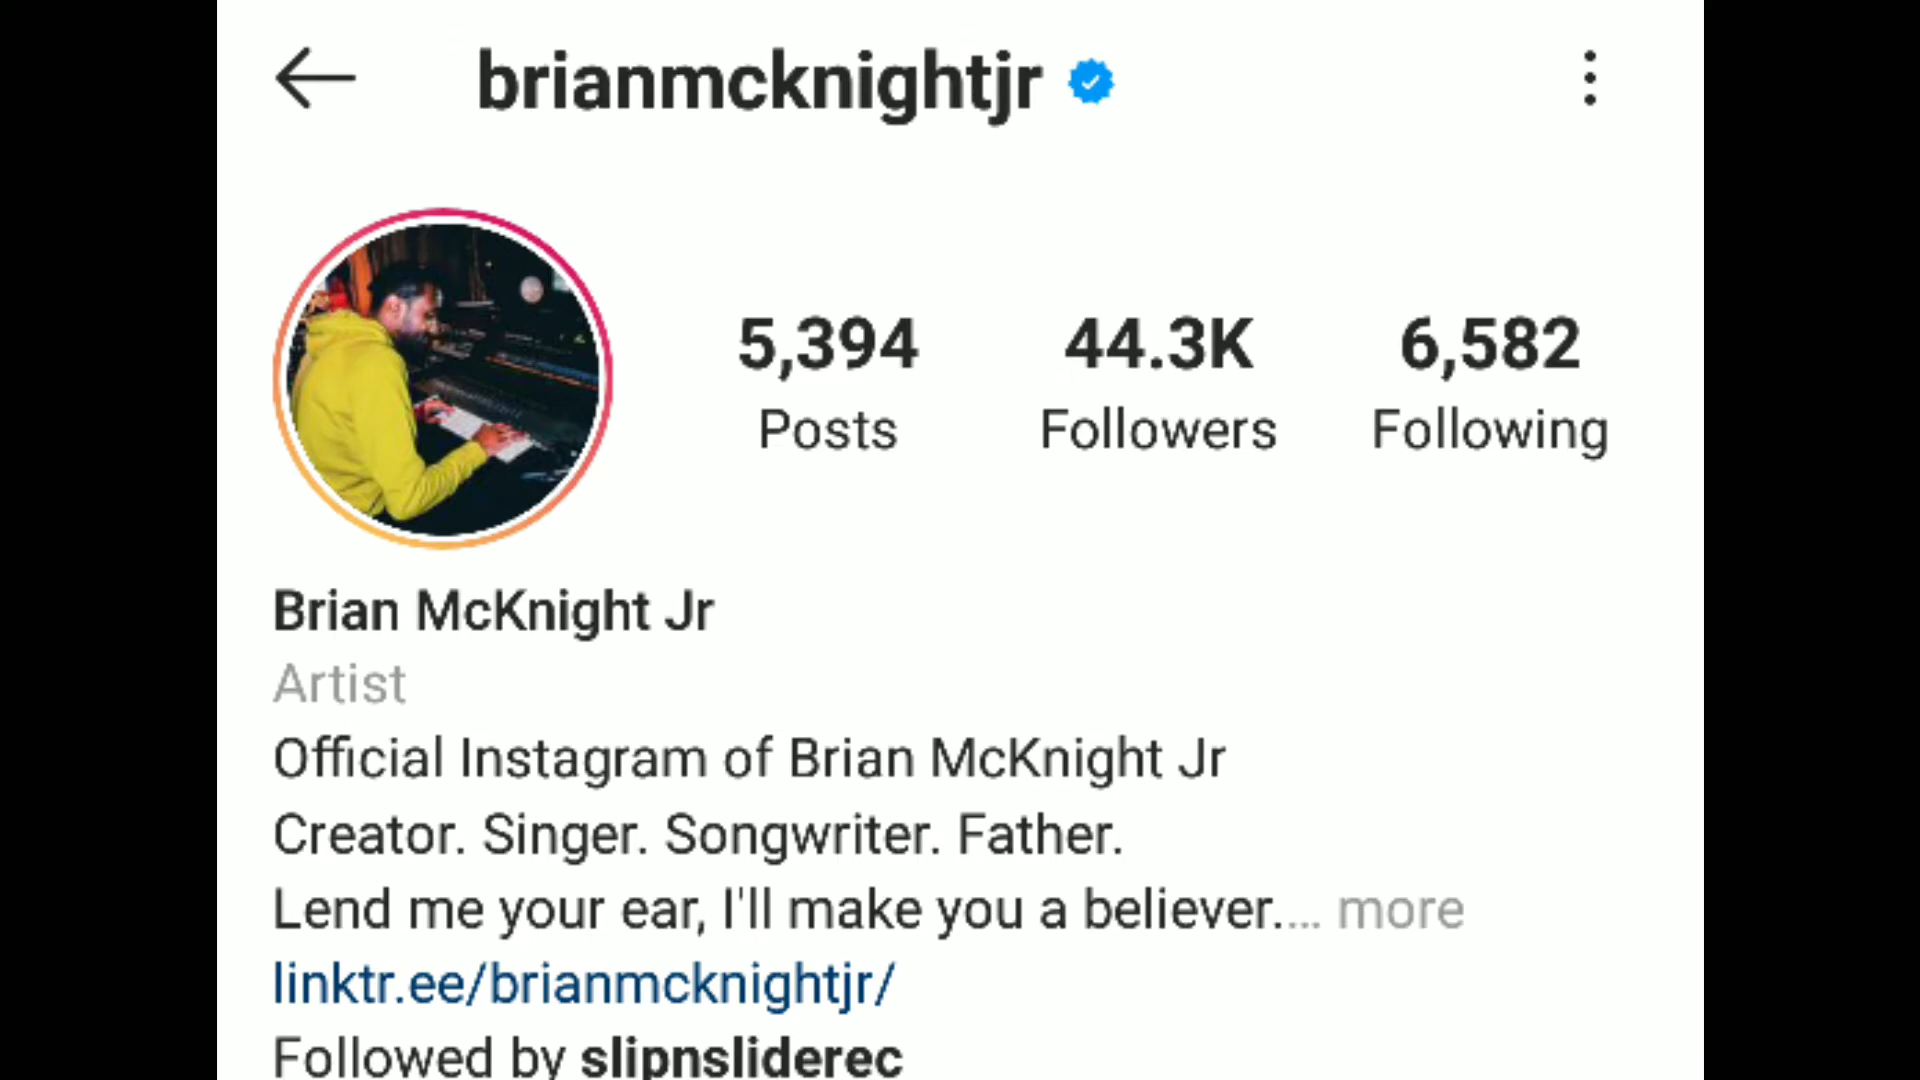 brianmcknightjr
5,394 44.3K 6,582
Posts Followers Following
Brian McKnight Jr
Artist
Official Instagram of Brian McKnight Jr
Creator. Singer. Songwriter. Father.
Lend me your ear, I'll make you a believer.... more
linktr.ee/brianmcknightjr/
Followed by slipnsliderec